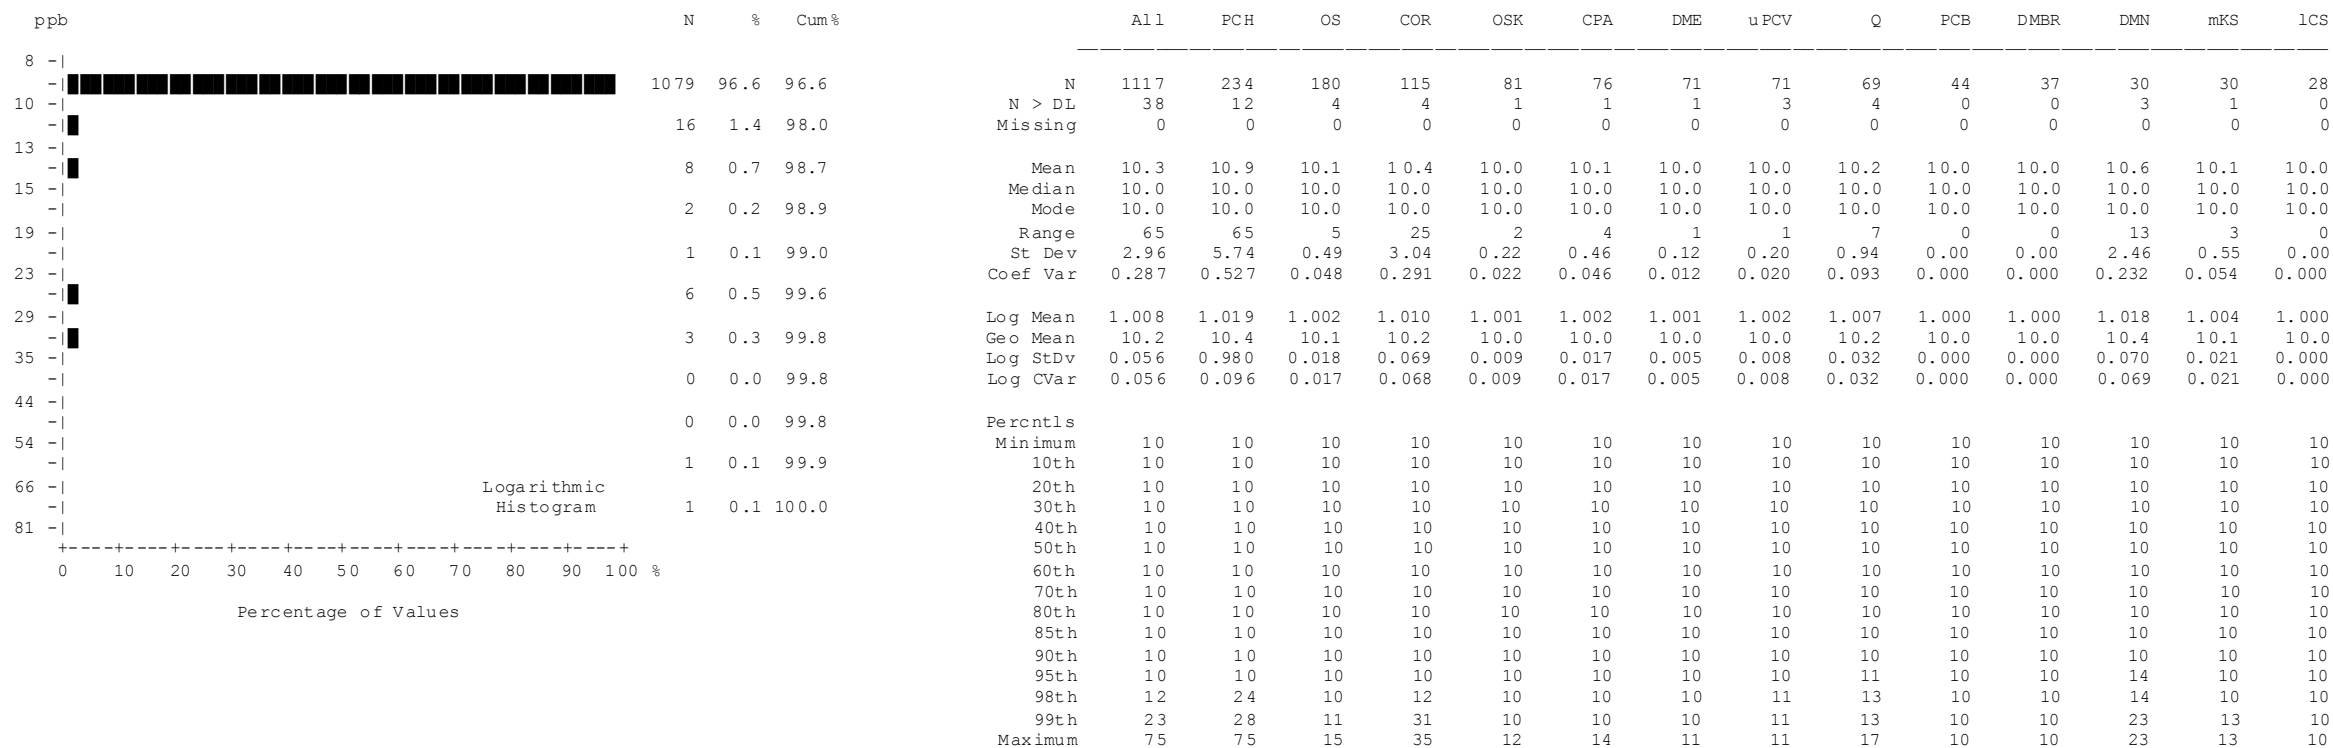 ppb N % Cum% All PCH OS COR OSK CPA DME uPCV Q PCB DMBR DMN mKS lCS
8 -|
-| 1079 96.6 96.6 N 1117 234 180 115 81 76 71 71 69 44 37 30 30 28
10 -| N > DL 38 12 4 4 1 1 1 3 4 0 0 3 1 0
-| 16 1.4 98.0 Missing 0 0 0 0 0 0 0 0 0 0 0 0 0 0
13 -|
-| 8 0.7 98.7 Mean 10.3 10.9 10.1 10.4 10.0 10.1 10.0 10.0 10.2 10.0 10.0 10.6 10.1 10.0
15 -| Median 10.0 10.0 10.0 10.0 10.0 10.0 10.0 10.0 10.0 10.0 10.0 10.0 10.0 10.0
-| 2 0.2 98.9 Mode 10.0 10.0 10.0 10.0 10.0 10.0 10.0 10.0 10.0 10.0 10.0 10.0 10.0 10.0
19 -| Range 65 65 5 25 2 4 1 1 7 0 0 13 3 0
-| 1 0.1 99.0 St Dev 2.96 5.74 0.49 3.04 0.22 0.46 0.12 0.20 0.94 0.00 0.00 2.46 0.55 0.00
23 -| Coef Var 0.287 0.527 0.048 0.291 0.022 0.046 0.012 0.020 0.093 0.000 0.000 0.232 0.054 0.000
-| 6 0.5 99.6
29 -| Log Mean 1.008 1.019 1.002 1.010 1.001 1.002 1.001 1.002 1.007 1.000 1.000 1.018 1.004 1.000
-| 3 0.3 99.8 Geo Mean 10.2 10.4 10.1 10.2 10.0 10.0 10.0 10.0 10.2 10.0 10.0 10.4 10.1 10.0
35 -| Log StDv 0.056 0.980 0.018 0.069 0.009 0.017 0.005 0.008 0.032 0.000 0.000 0.070 0.021 0.000
-| 0 0.0 99.8 Log CVar 0.056 0.096 0.017 0.068 0.009 0.017 0.005 0.008 0.032 0.000 0.000 0.069 0.021 0.000
44 -|
-| 0 0.0 99.8 Percntls
54 -| Minimum 10 10 10 10 10 10 10 10 10 10 10 10 10 10
-| 1 0.1 99.9 10th 10 10 10 10 10 10 10 10 10 10 10 10 10 10
66 -| Logarithmic 20th 10 10 10 10 10 10 10 10 10 10 10 10 10 10
-| Histogram 1 0.1 100.0 30th 10 10 10 10 10 10 10 10 10 10 10 10 10 10
81 -| 40th 10 10 10 10 10 10 10 10 10 10 10 10 10 10
+----+----+----+----+----+----+----+----+----+----+ 50th 10 10 10 10 10 10 10 10 10 10 10 10 10 10
0 10 20 30 40 50 60 70 80 90 100 % 60th 10 10 10 10 10 10 10 10 10 10 10 10 10 10
70th 10 10 10 10 10 10 10 10 10 10 10 10 10 10
Percentage of Values 80th 10 10 10 10 10 10 10 10 10 10 10 10 10 10
85th 10 10 10 10 10 10 10 10 10 10 10 10 10 10
90th 10 10 10 10 10 10 10 10 10 10 10 10 10 10
95th 10 10 10 10 10 10 10 10 11 10 10 14 10 10
98th 12 24 10 12 10 10 10 11 13 10 10 14 10 10
99th 23 28 11 31 10 10 10 11 13 10 10 23 13 10
Maximum 75 75 15 35 12 14 11 11 17 10 10 23 13 10